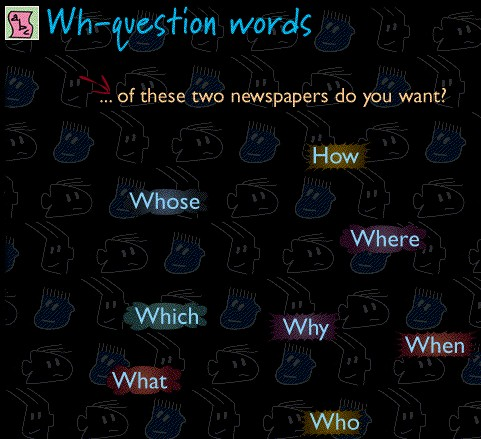 Wh-question words
... of these two newspapers do you want?
How
Whose
Where
Which
Why
When
What
Who